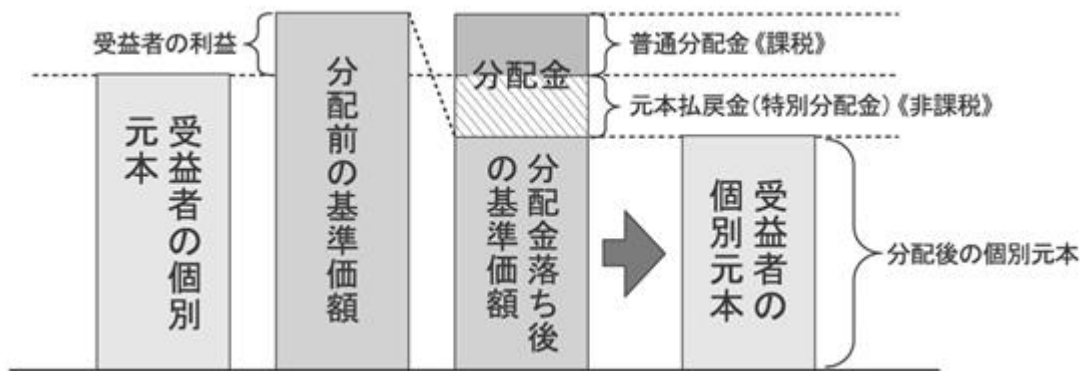 受益者の利益
受益者の個別
元本
分配前の基準価額
分配金
分配金落ち後
の基準価額
普通分配金《課税》
元本払戻金(特別分配金)《非課税》
受益者の
個別元本
分配後の個別元本